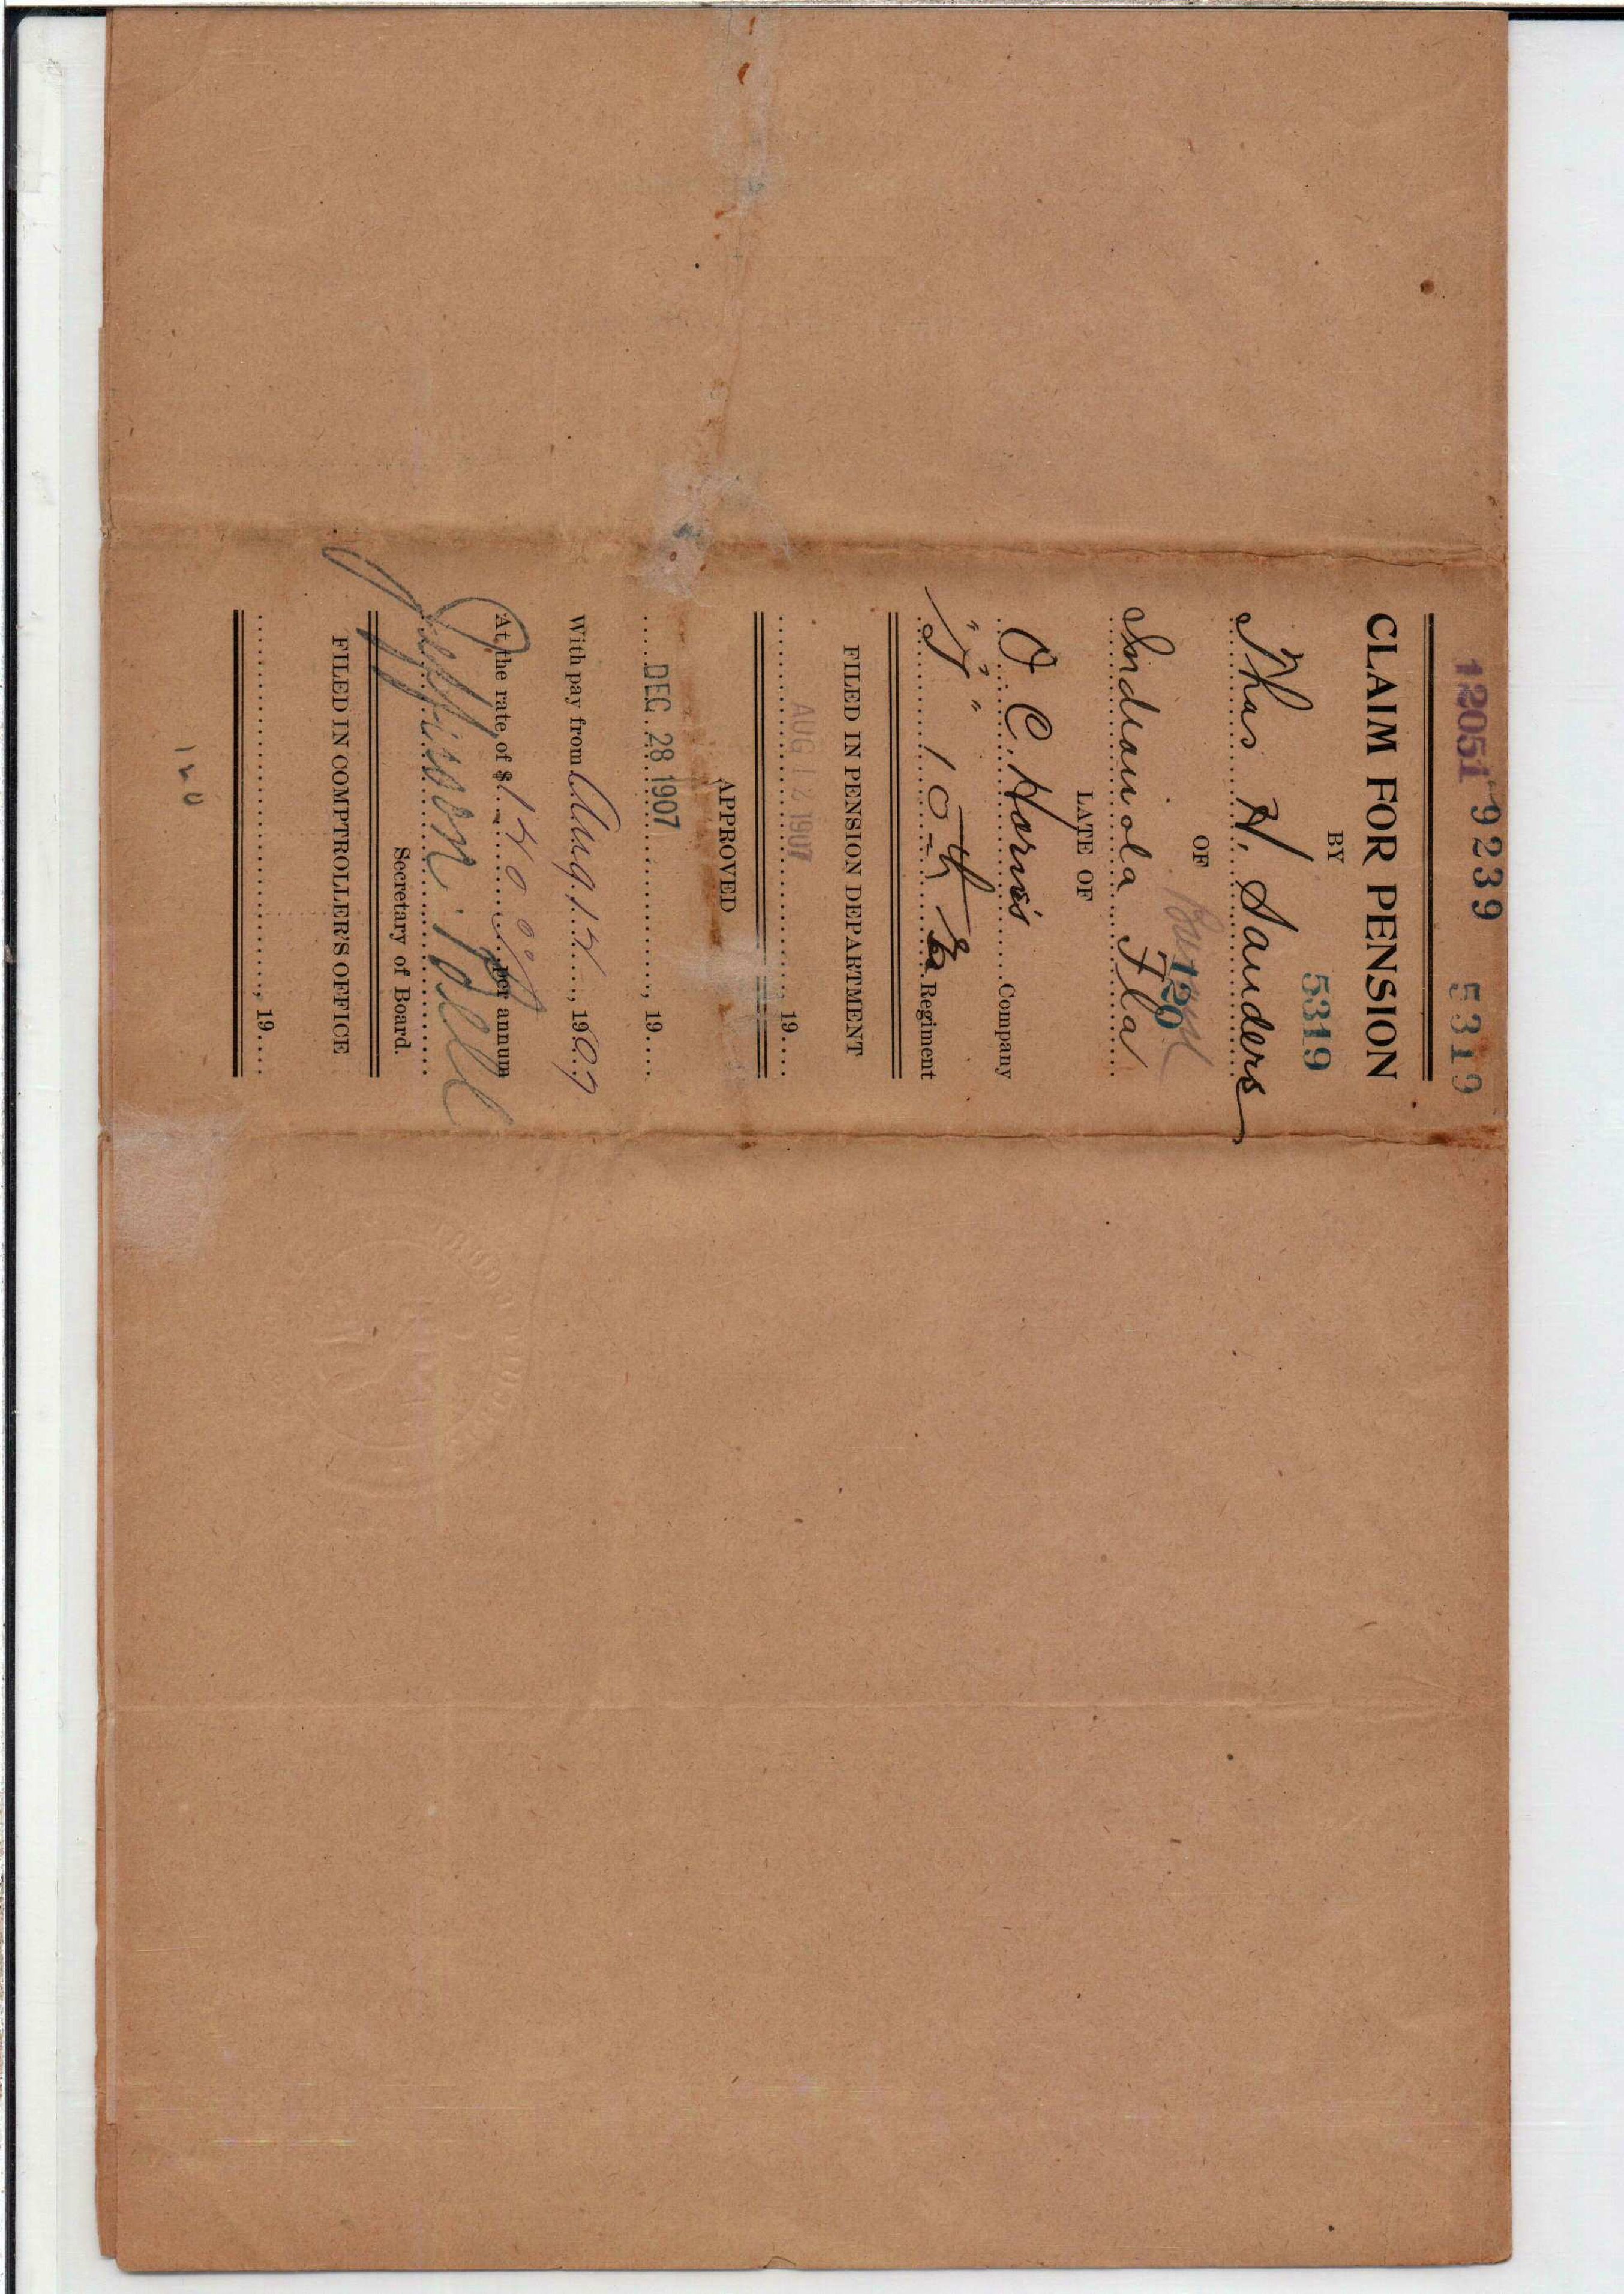 12051 9239 5319
CLAIM FOR PENSION
BY
5319
Thas H. Sanders
OF
120
Indianola Fla
LATE OF
O C. Harris Company
" " "
" J " 10th Regiment
FILED IN PENSION DEPARTMENT
AUG 12 1907
, 19
APPROVED
DEC 28 1907 , 19
With pay from Aug 12, 1907
At the rate of $120.00 per annum
Jefferson Bell
Secretary of Board.
FILED IN COMPTROLLER'S OFFICE
, 19
120